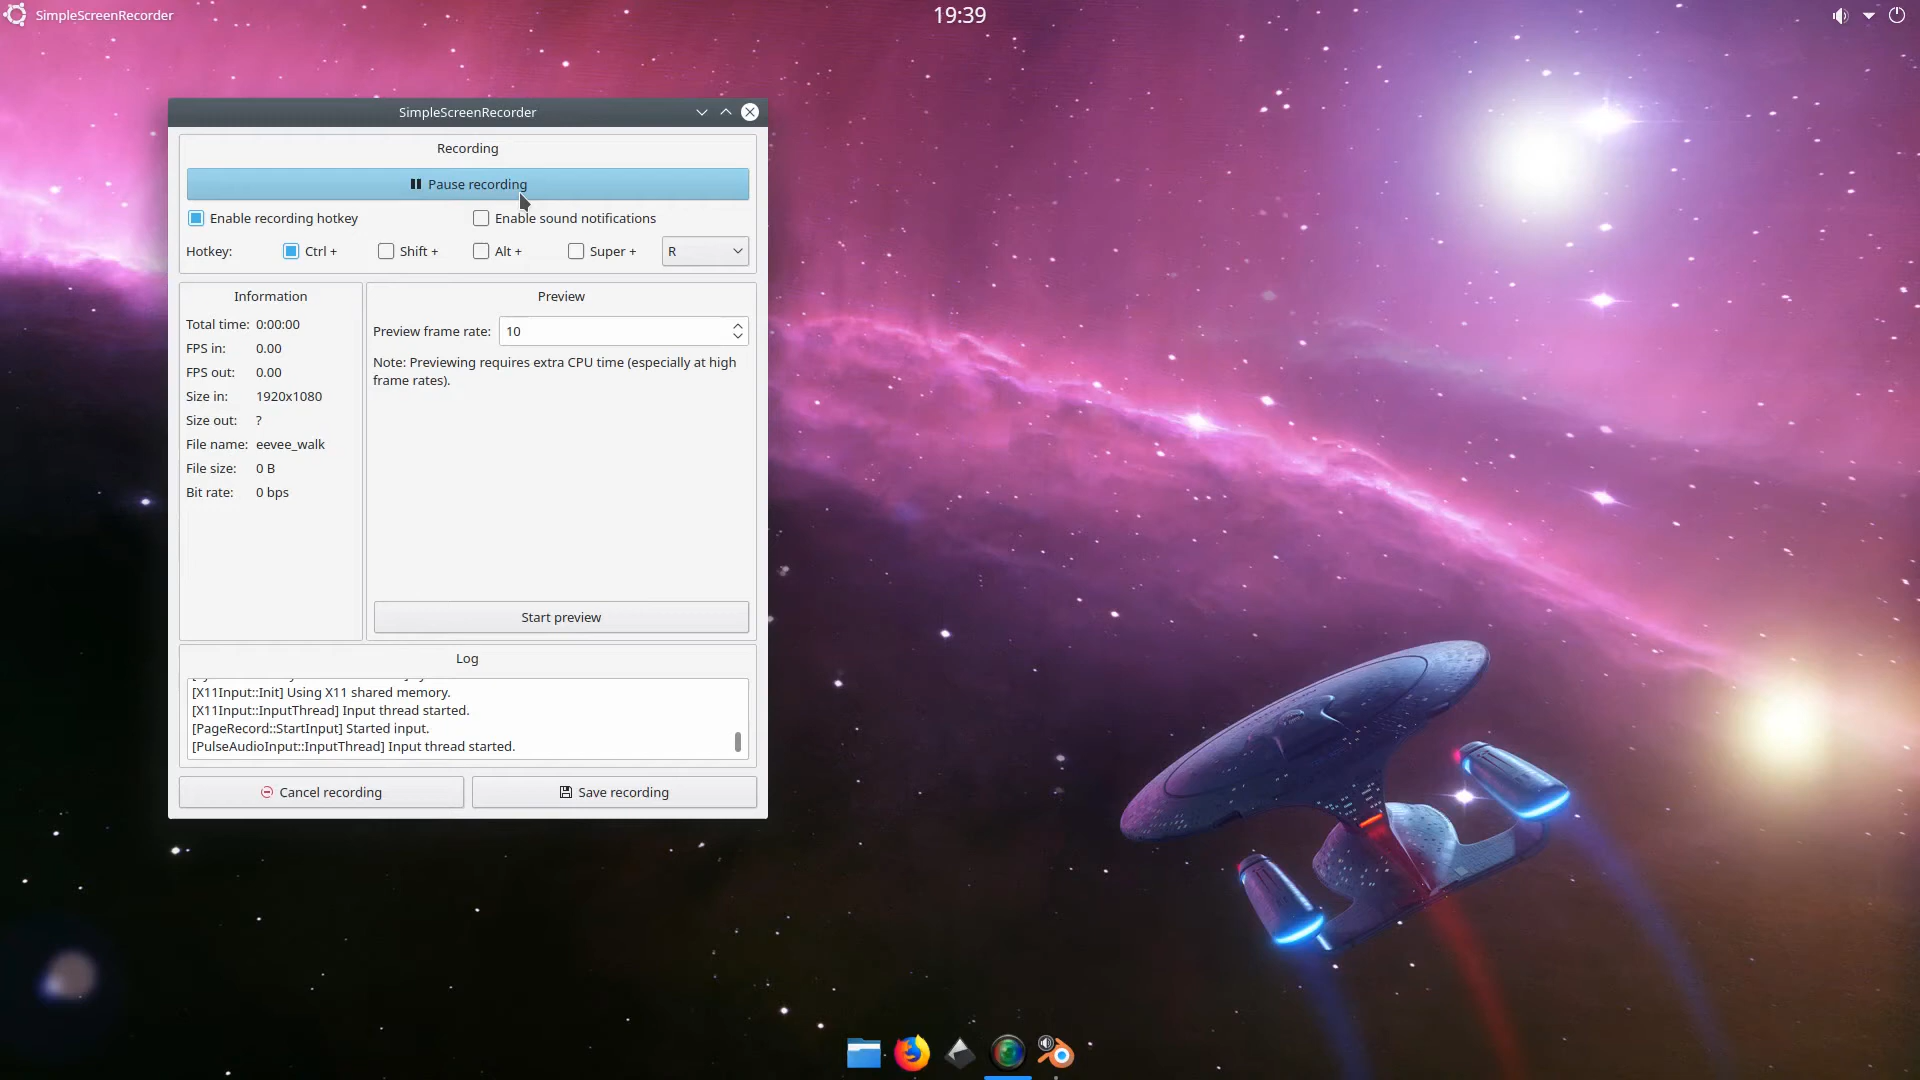 SimpleScreenRecorder
19:39
SimpleScreenRecorder
Recording
Pause recording
Enable recording hotkey
Enable sound notifications
Hotkey:
Ctrl +
Shift +
Alt +
Super +
R
Information
Total time: 0:00:00
FPS in: 0.00
FPS out: 0.00
Size in: 1920x1080
Size out: ?
File name: eevee_walk
File size: 0 B
Bit rate: 0 bps
Preview
Preview frame rate: 10
Note: Previewing requires extra CPU time (especially at high
frame rates).
Start preview
Log
[X11Input::Init] Using X11 shared memory.
[X11Input::InputThread] Input thread started.
[PageRecord::StartInput] Started input.
[PulseAudioInput::InputThread] Input thread started.
Cancel recording
Save recording